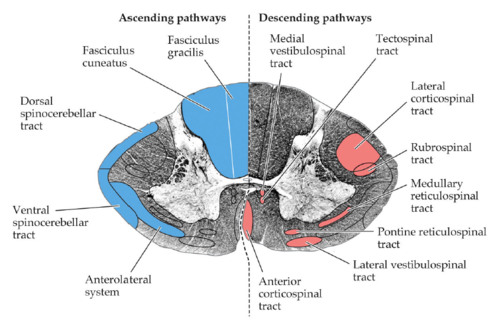 Ascending pathways
Descending pathways
Fasciculus
cuneatus
Fasciculus
gracilis
Medial
vestibulospinal
tract
Tectospinal
tract
Dorsal
spinocerebellar
tract
Lateral
corticospinal
tract
Rubrospinal
tract
Medullary
reticulospinal
tract
Ventral
spinocerebellar
tract
Pontine reticulospinal
tract
Anterolateral
system
Anterior
corticospinal
tract
Lateral vestibulospinal
tract